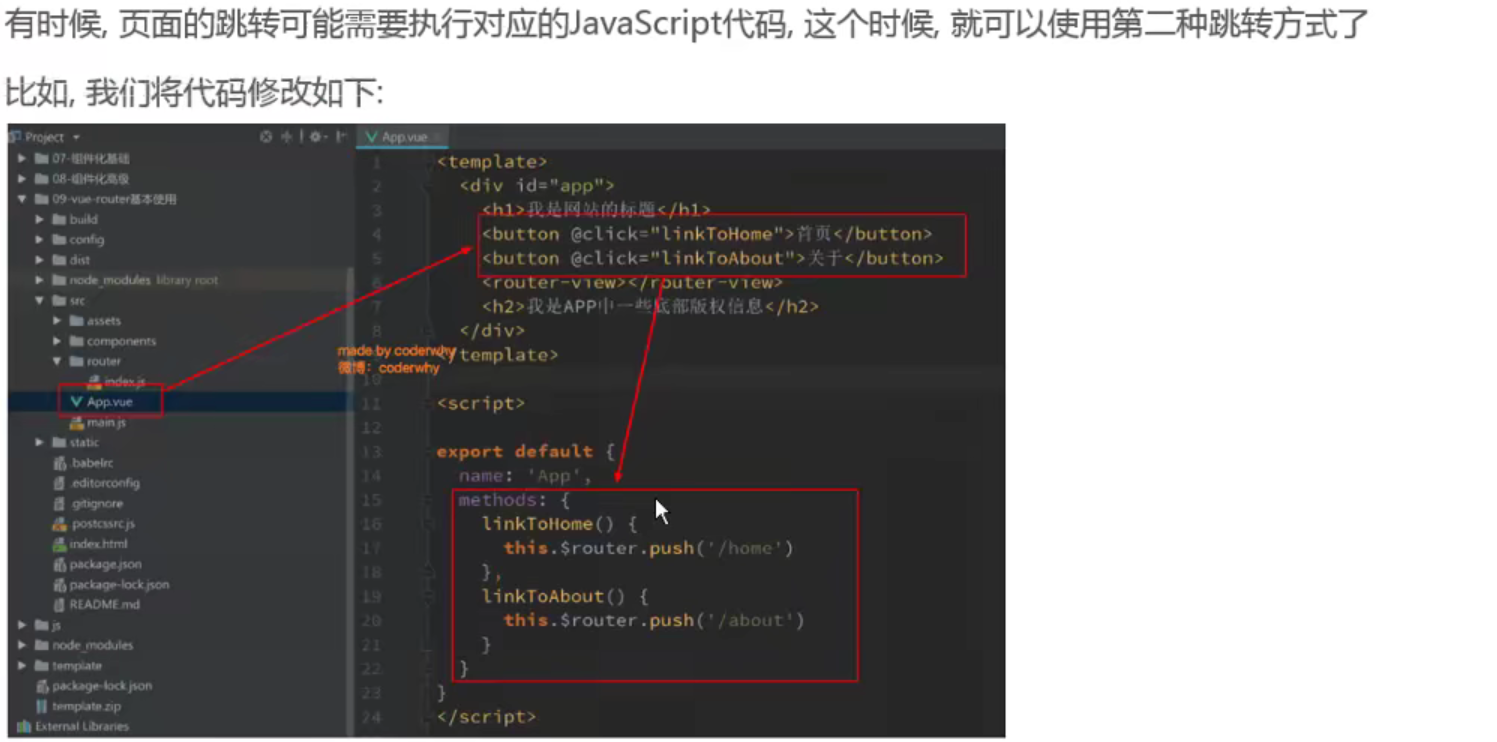 有时候, 页面的跳转可能需要执行对应的JavaScript代码, 这个时候, 就可以使用第二种跳转方式了
比如, 我们将代码修改如下:
Project
07-组件化基础
08-组件化高级
09-vue-router基本使用
build
config
dist
node_modules library root
src
assets
components
router
index.js
App.vue
main.js
static
.babelrc
.editorconfig
.gitignore
.postcssrc.js
index.html
package.json
package-lock.json
README.md
js
node_modules
template
package-lock.json
template.zip
External Libraries
made by coderwhy
微博：coderwhy
App.vue
1 <template>
2 <div id="app">
3 <h1>我是网站的标题</h1>
4 <button @click="linkToHome">首页</button>
5 <button @click="linkToAbout">关于</button>
6 <router-view></router-view>
7 <h2>我是APP中一些底部版权信息</h2>
8 </div>
</template>
10
11 <script>
12
13 export default {
14 name: 'App',
15 methods: {
16 linkToHome() {
17 this.$router.push('/home')
18 },
19 linkToAbout() {
20 this.$router.push('/about')
21 }
22 }
23 }
24 </script>